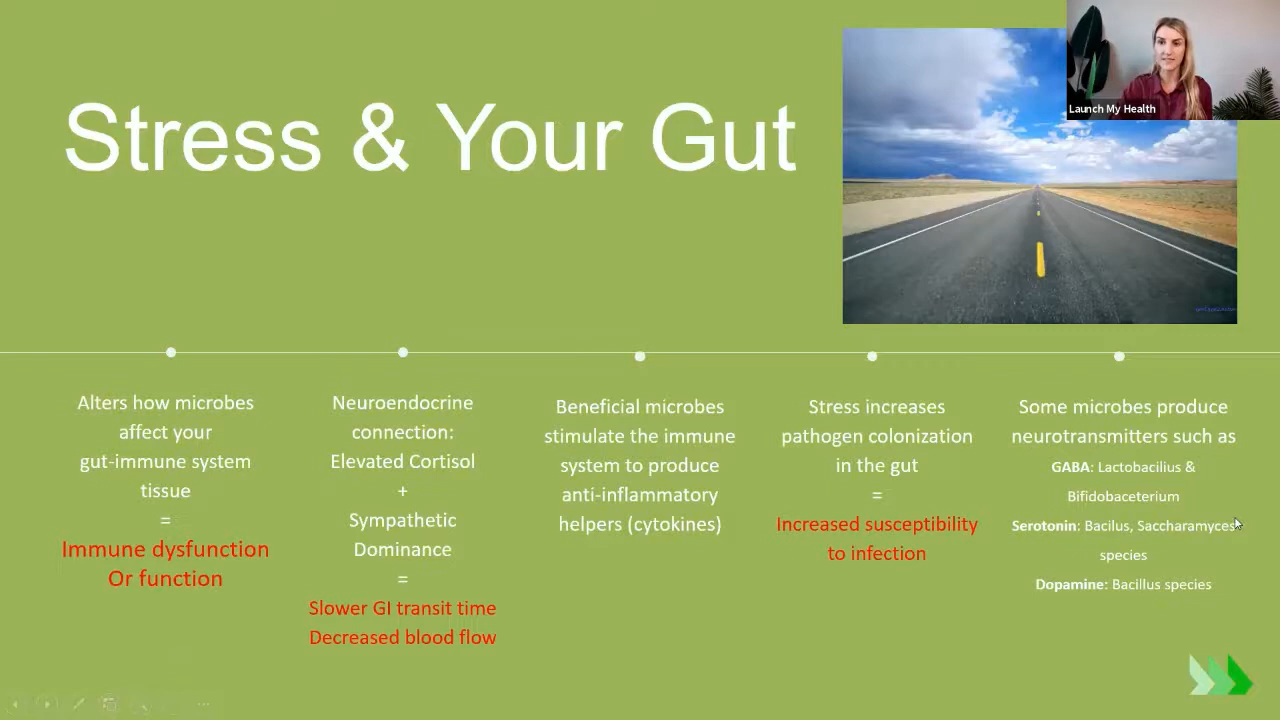 Stress & Your Gut
Launch My Health
Alters how microbes
affect your
gut-immune system
tissue
=
Immune dysfunction
Or function
Neuroendocrine
connection:
Elevated Cortisol
+
Sympathetic
Dominance
=
Slower GI transit time
Decreased blood flow
Beneficial microbes
stimulate the immune
system to produce
anti-inflammatory
helpers (cytokines)
Stress increases
pathogen colonization
in the gut
=
Increased susceptibility
to infection
Some microbes produce
neurotransmitters such as
GABA: Lactobacilius &
Bifidobaceterium
Serotonin: Bacilus, Saccharamyces
species
Dopamine: Bacillus species